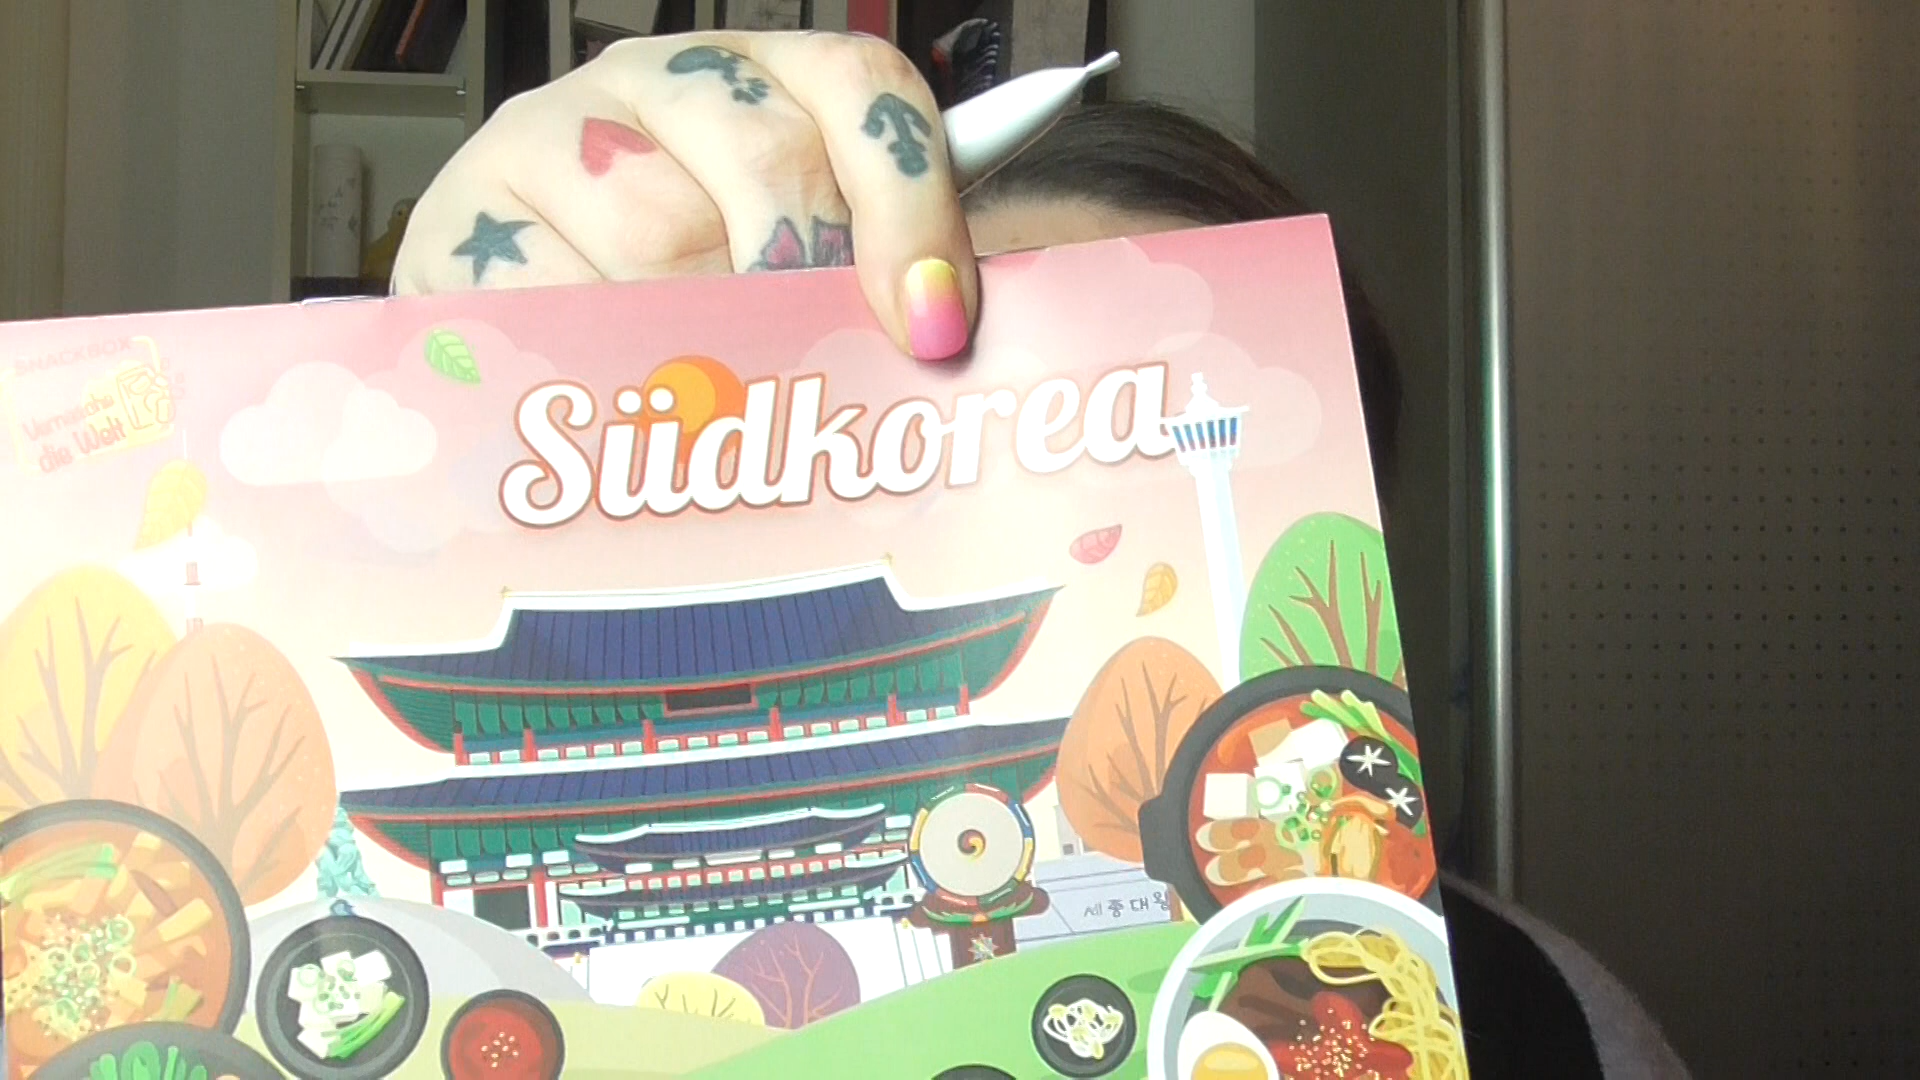 SNACKBOX
Vernasche
die Welt
Südkorea
세종대왕